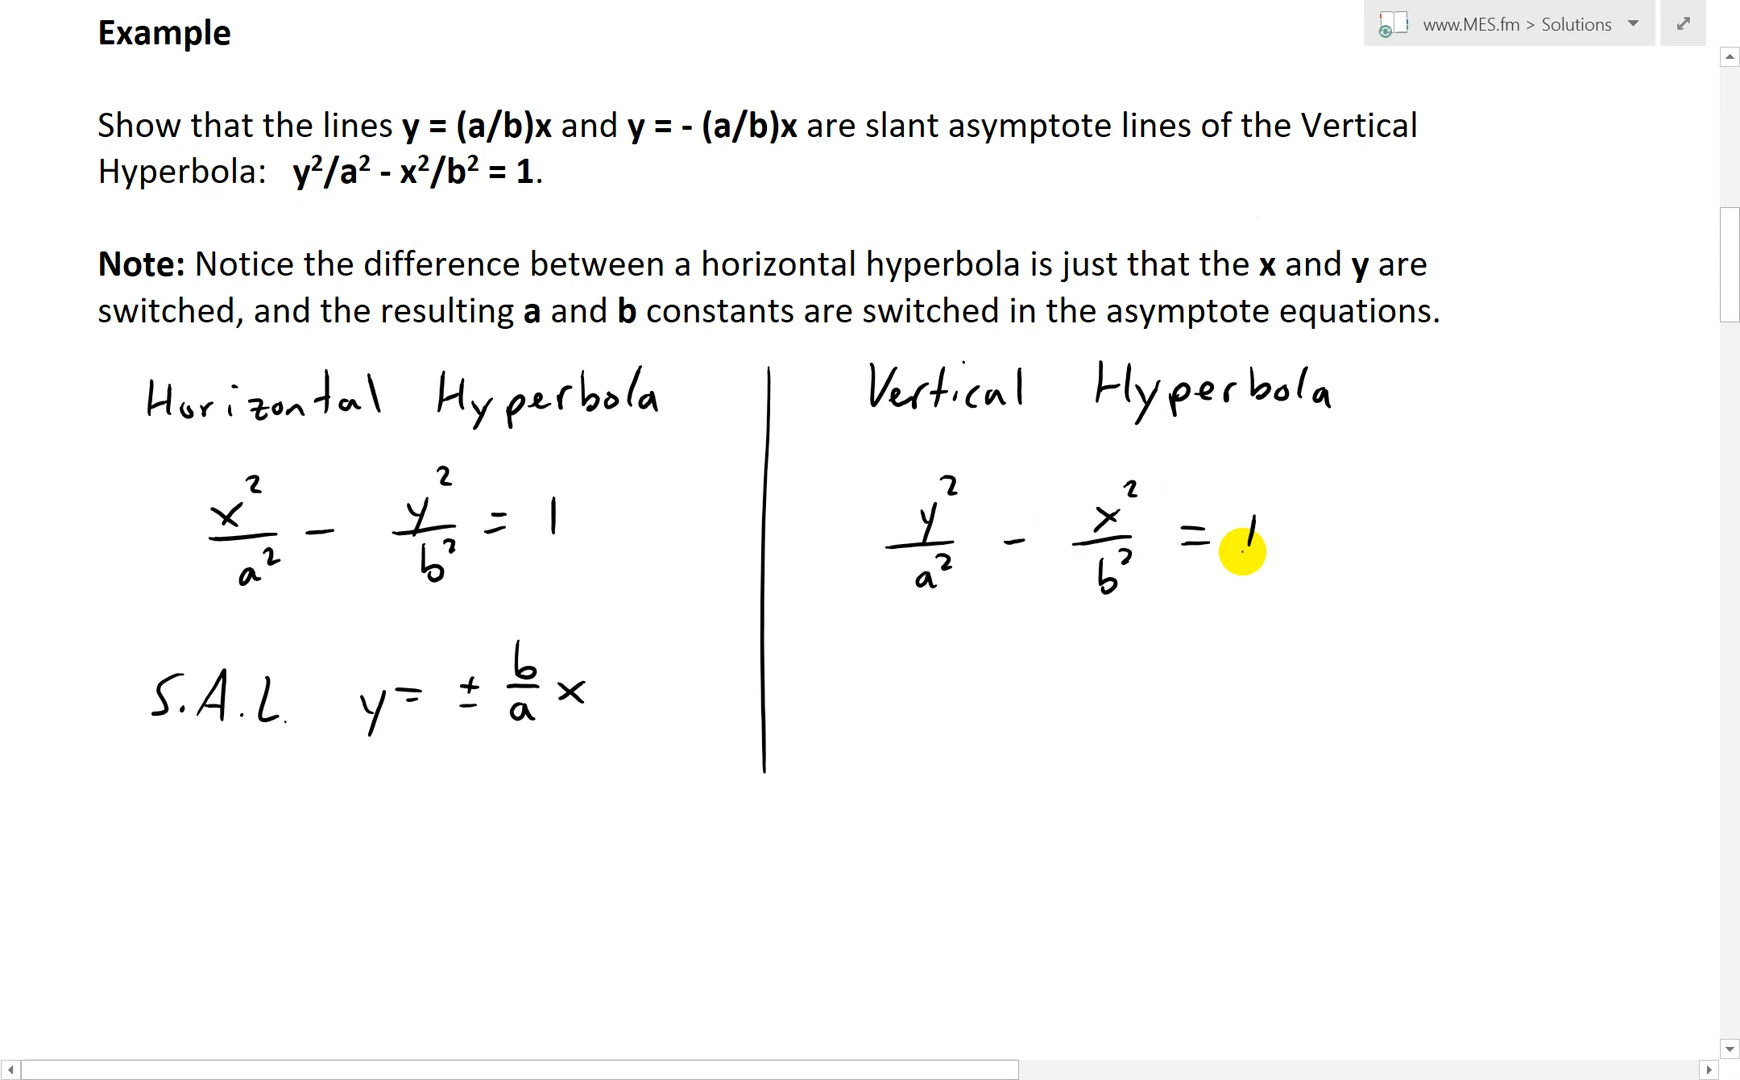 Example
www.MES.fm > Solutions
Show that the lines y = (a/b)x and y = - (a/b)x are slant asymptote lines of the Vertical
Hyperbola: y²/a² - x²/b² = 1.
Note: Notice the difference between a horizontal hyperbola is just that the x and y are
switched, and the resulting a and b constants are switched in the asymptote equations.
Horizontal Hyperbola
x²/a² - y²/b² = 1
S.A.L. y = ± b/a x
Vertical Hyperbola
y²/a² - x²/b² = 1